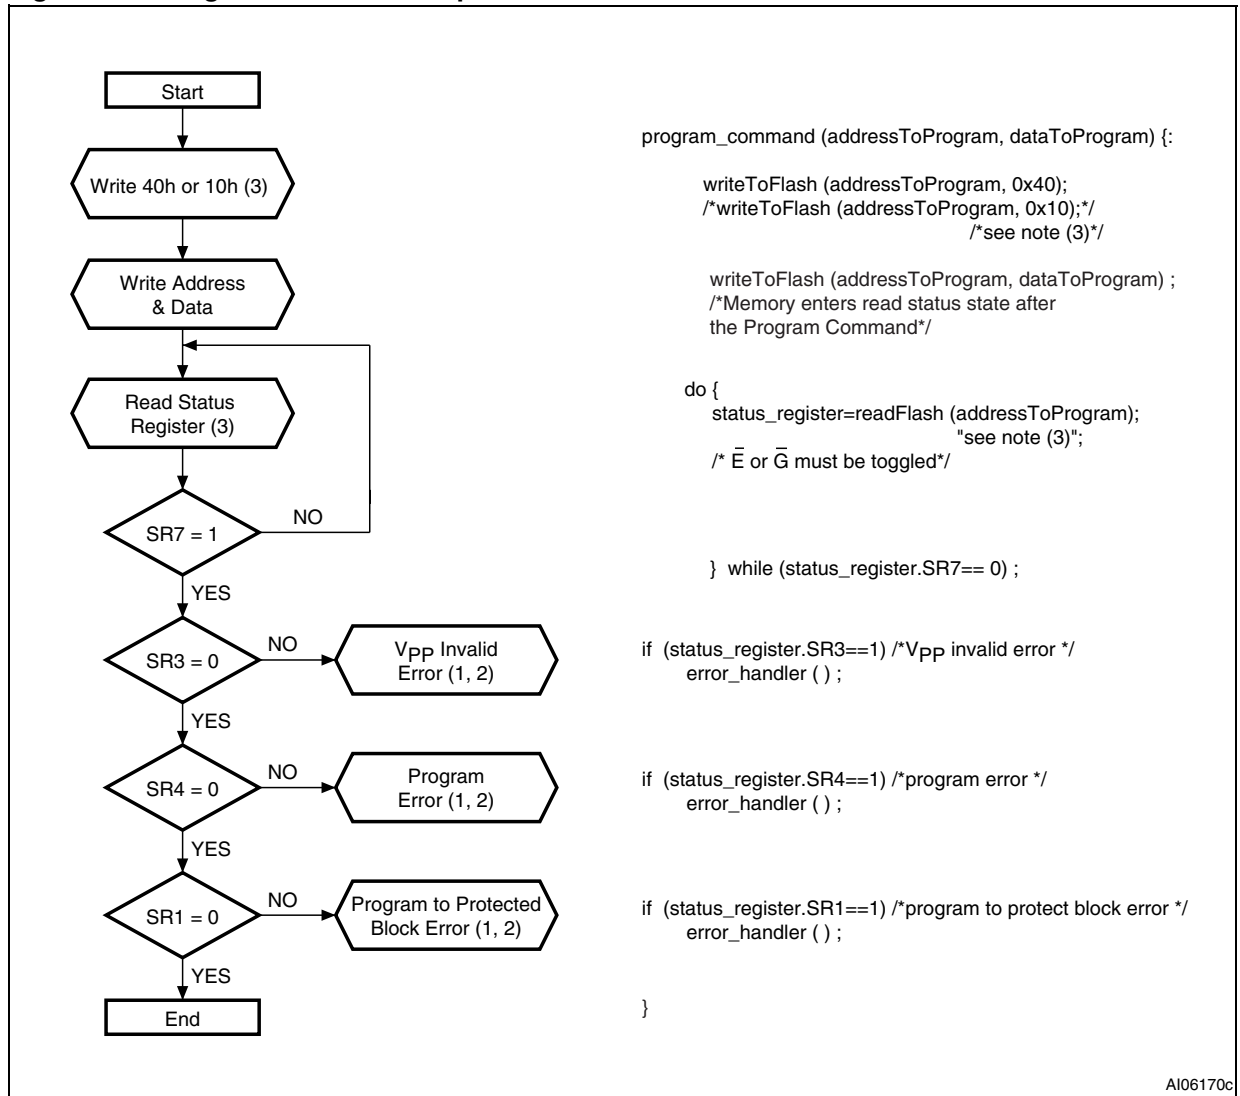 Start
Write 40h or 10h (3)
Write Address
& Data
Read Status
Register (3)
SR7 = 1
NO
YES
SR3 = 0
NO
VPP Invalid
Error (1, 2)
YES
SR4 = 0
NO
Program
Error (1, 2)
YES
SR1 = 0
NO
Program to Protected
Block Error (1, 2)
YES
End
program_command (addressToProgram, dataToProgram) {:
writeToFlash (addressToProgram, 0x40);
/*writeToFlash (addressToProgram, 0x10);*/
/*see note (3)*/
writeToFlash (addressToProgram, dataToProgram) ;
/*Memory enters read status state after
the Program Command*/
do {
status_register=readFlash (addressToProgram);
"see note (3)";
/* E̅ or G̅ must be toggled*/
} while (status_register.SR7== 0) ;
if (status_register.SR3==1) /*VPP invalid error */
error_handler ( ) ;
if (status_register.SR4==1) /*program error */
error_handler ( ) ;
if (status_register.SR1==1) /*program to protect block error */
error_handler ( ) ;
}
AI06170c